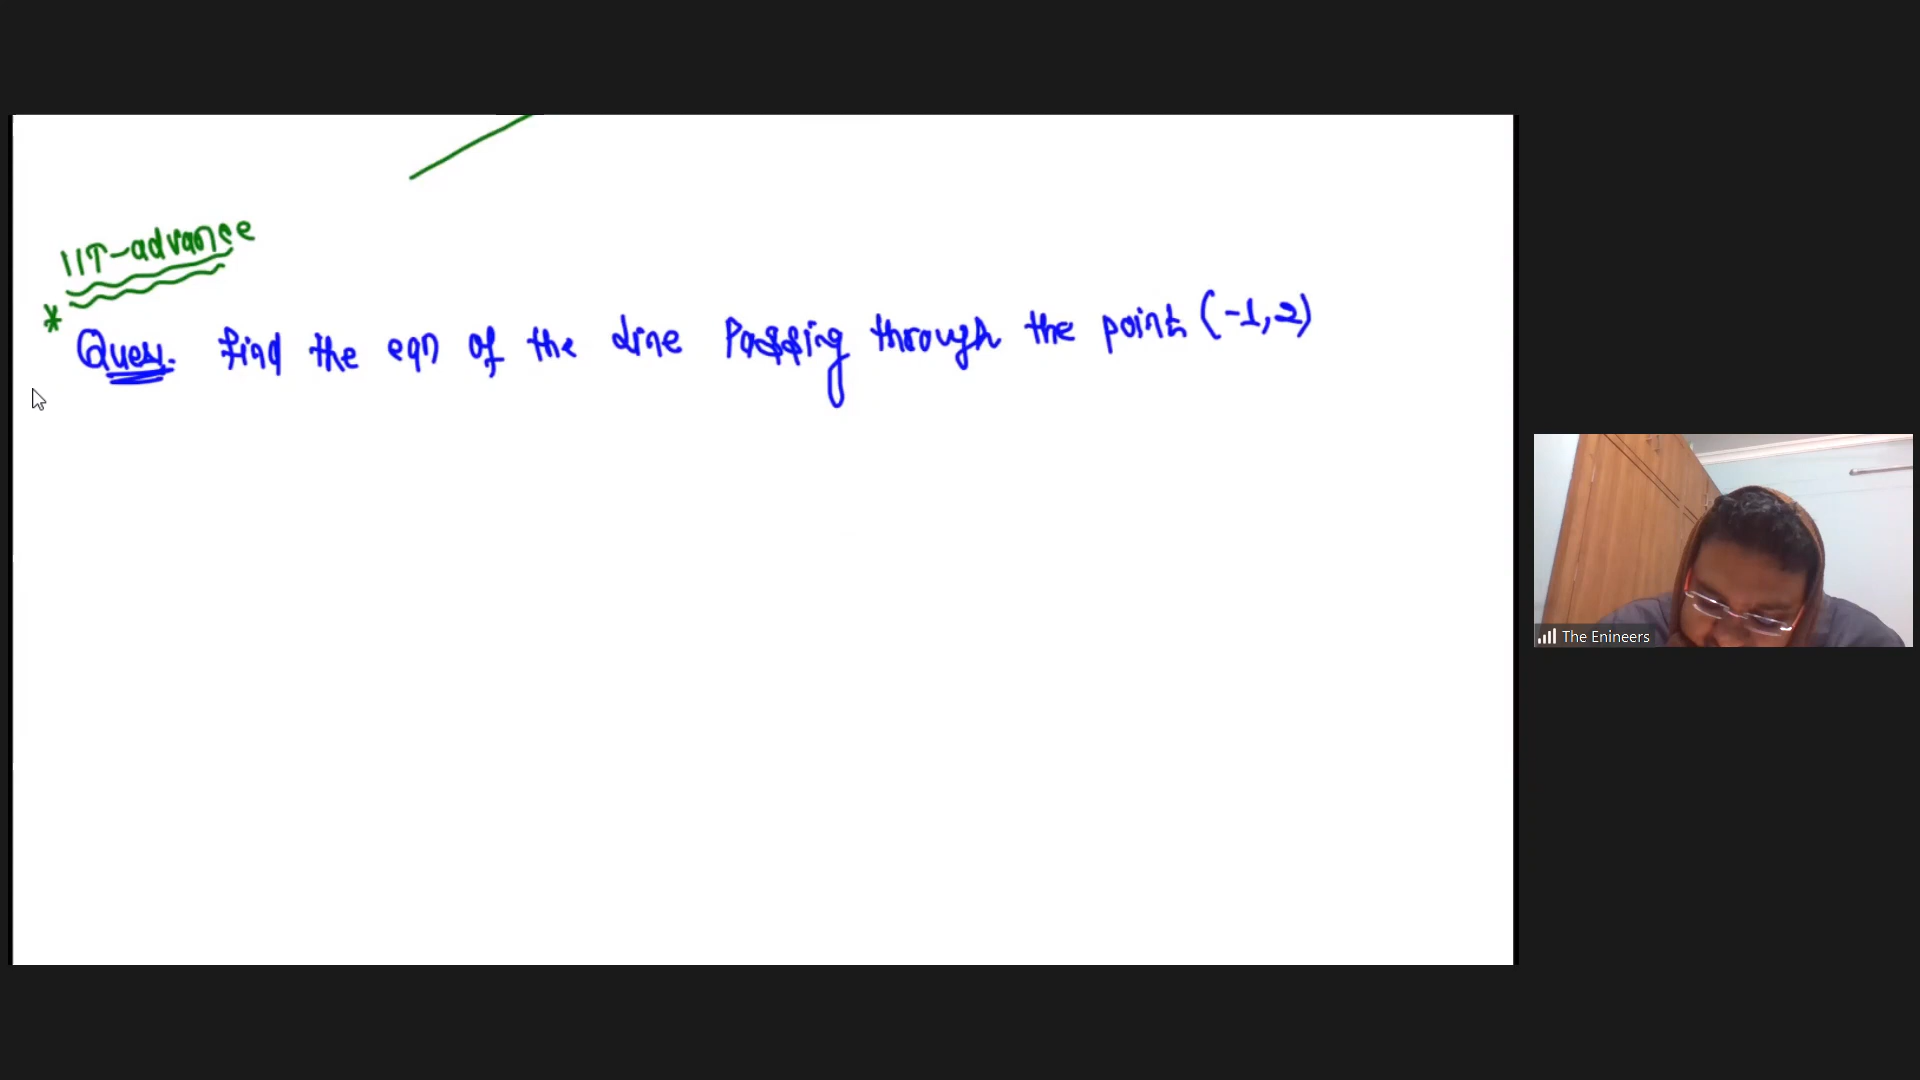 IIT-advance
* Ques. find the eqn of the line Passing through the point (-1,2)
The Enineers